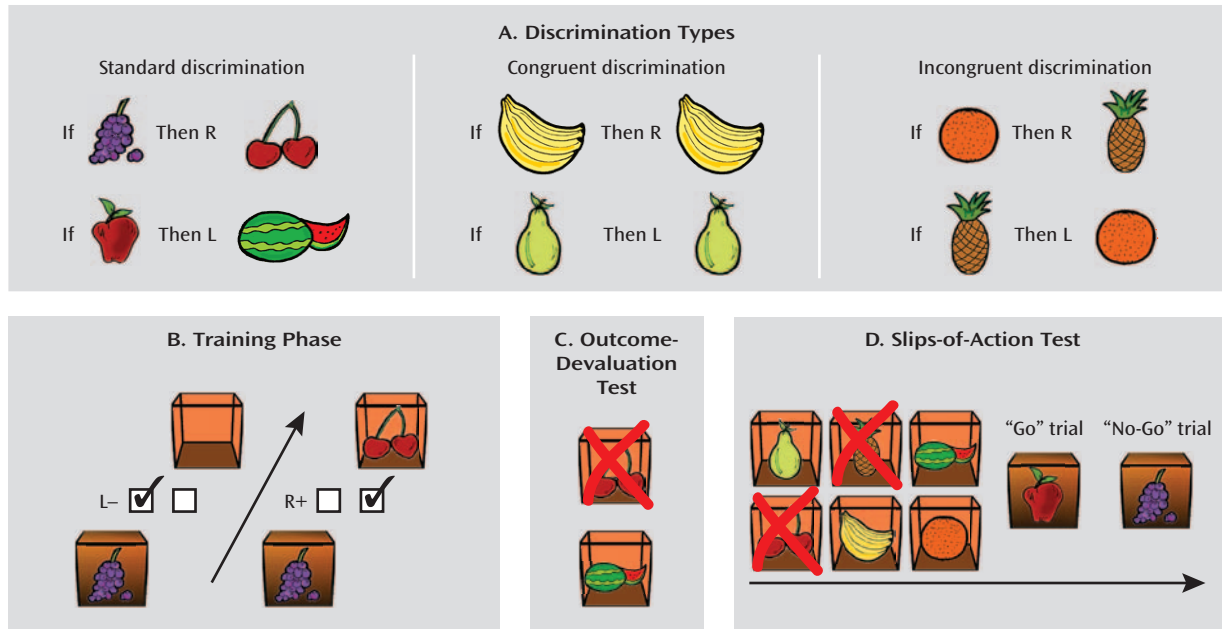 A. Discrimination Types
Standard discrimination
Congruent discrimination
Incongruent discrimination
If Then R
If Then R
If Then R
If Then L
If Then L
If Then L
B. Training Phase
L–
R+
C. Outcome-
Devaluation
Test
D. Slips-of-Action Test
“Go” trial
“No-Go” trial